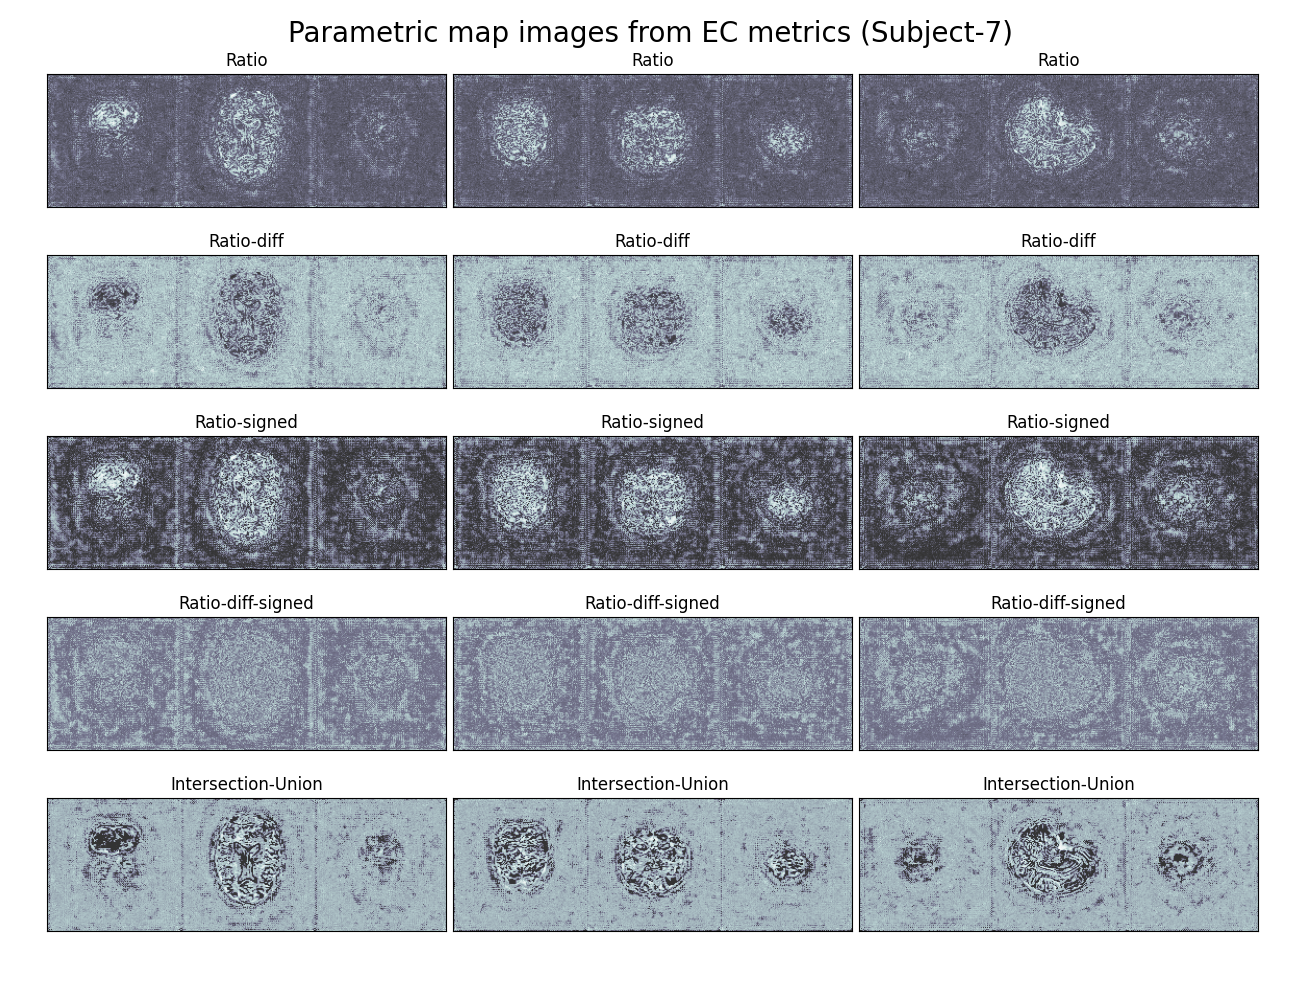 Parametric map images from EC metrics (Subject-7)
Ratio Ratio Ratio
Ratio-diff Ratio-diff Ratio-diff
Ratio-signed Ratio-signed Ratio-signed
Ratio-diff-signed Ratio-diff-signed Ratio-diff-signed
Intersection-Union Intersection-Union Intersection-Union